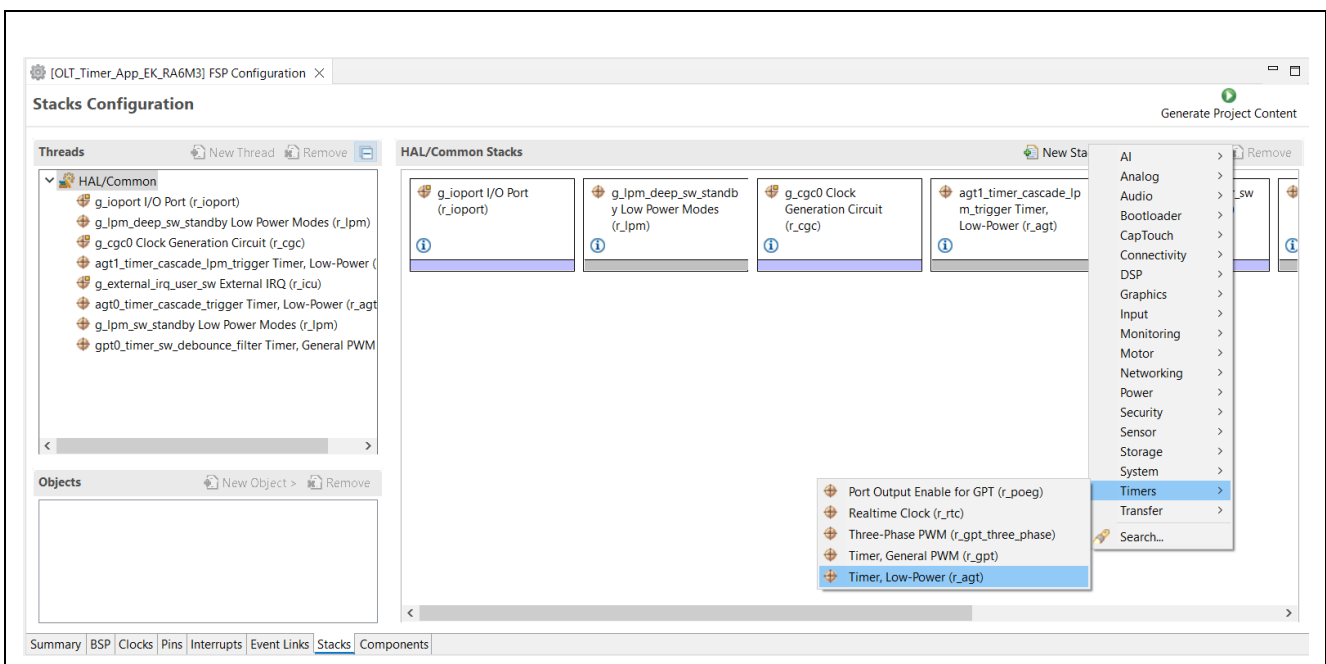 [OLT_Timer_App_EK_RA6M3] FSP Configuration
Stacks Configuration
Generate Project Content
Threads
New Thread
Remove
HAL/Common
g_ioport I/O Port (r_ioport)
g_lpm_deep_sw_standby Low Power Modes (r_lpm)
g_cgc0 Clock Generation Circuit (r_cgc)
agt1_timer_cascade_lpm_trigger Timer, Low-Power (
g_external_irq_user_sw External IRQ (r_icu)
agt0_timer_cascade_trigger Timer, Low-Power (r_agt
g_lpm_sw_standby Low Power Modes (r_lpm)
gpt0_timer_sw_debounce_filter Timer, General PWM
Objects
New Object >
Remove
HAL/Common Stacks
New Sta
Remove
g_ioport I/O Port
(r_ioport)
g_lpm_deep_sw_standb
y Low Power Modes
(r_lpm)
g_cgc0 Clock
Generation Circuit
(r_cgc)
agt1_timer_cascade_lp
m_trigger Timer,
Low-Power (r_agt)
_sw
AI
Analog
Audio
Bootloader
CapTouch
Connectivity
DSP
Graphics
Input
Monitoring
Motor
Networking
Power
Security
Sensor
Storage
System
Timers
Transfer
Search...
Port Output Enable for GPT (r_poeg)
Realtime Clock (r_rtc)
Three-Phase PWM (r_gpt_three_phase)
Timer, General PWM (r_gpt)
Timer, Low-Power (r_agt)
Summary BSP Clocks Pins Interrupts Event Links Stacks Components